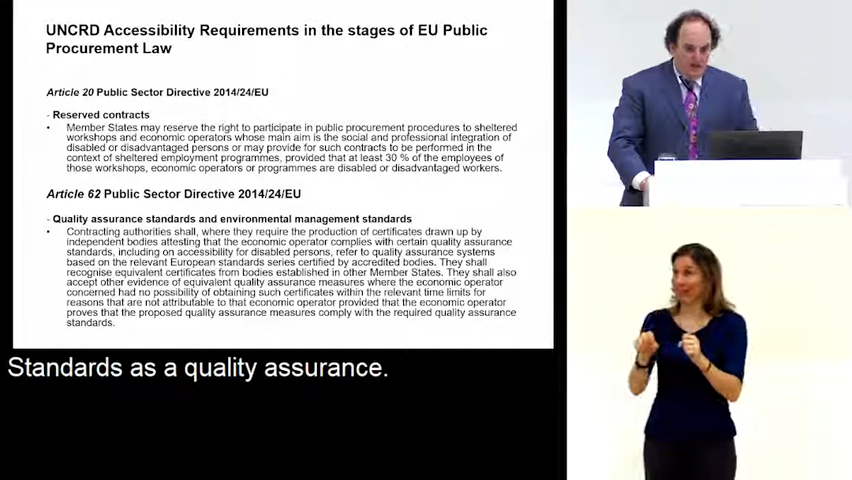 UNCRD Accessibility Requirements in the stages of EU Public
Procurement Law
Article 20 Public Sector Directive 2014/24/EU
- Reserved contracts
• Member States may reserve the right to participate in public procurement procedures to sheltered
workshops and economic operators whose main aim is the social and professional integration of
disabled or disadvantaged persons or may provide for such contracts to be performed in the
context of sheltered employment programmes, provided that at least 30 % of the employees of
those workshops, economic operators or programmes are disabled or disadvantaged workers.
Article 62 Public Sector Directive 2014/24/EU
- Quality assurance standards and environmental management standards
• Contracting authorities shall, where they require the production of certificates drawn up by
independent bodies attesting that the economic operator complies with certain quality assurance
standards, including on accessibility for disabled persons, refer to quality assurance systems
based on the relevant European standards series certified by accredited bodies. They shall
recognise equivalent certificates from bodies established in other Member States. They shall also
accept other evidence of equivalent quality assurance measures where the economic operator
concerned had no possibility of obtaining such certificates within the relevant time limits for
reasons that are not attributable to that economic operator provided that the economic operator
proves that the proposed quality assurance measures comply with the required quality assurance
standards.
Standards as a quality assurance.